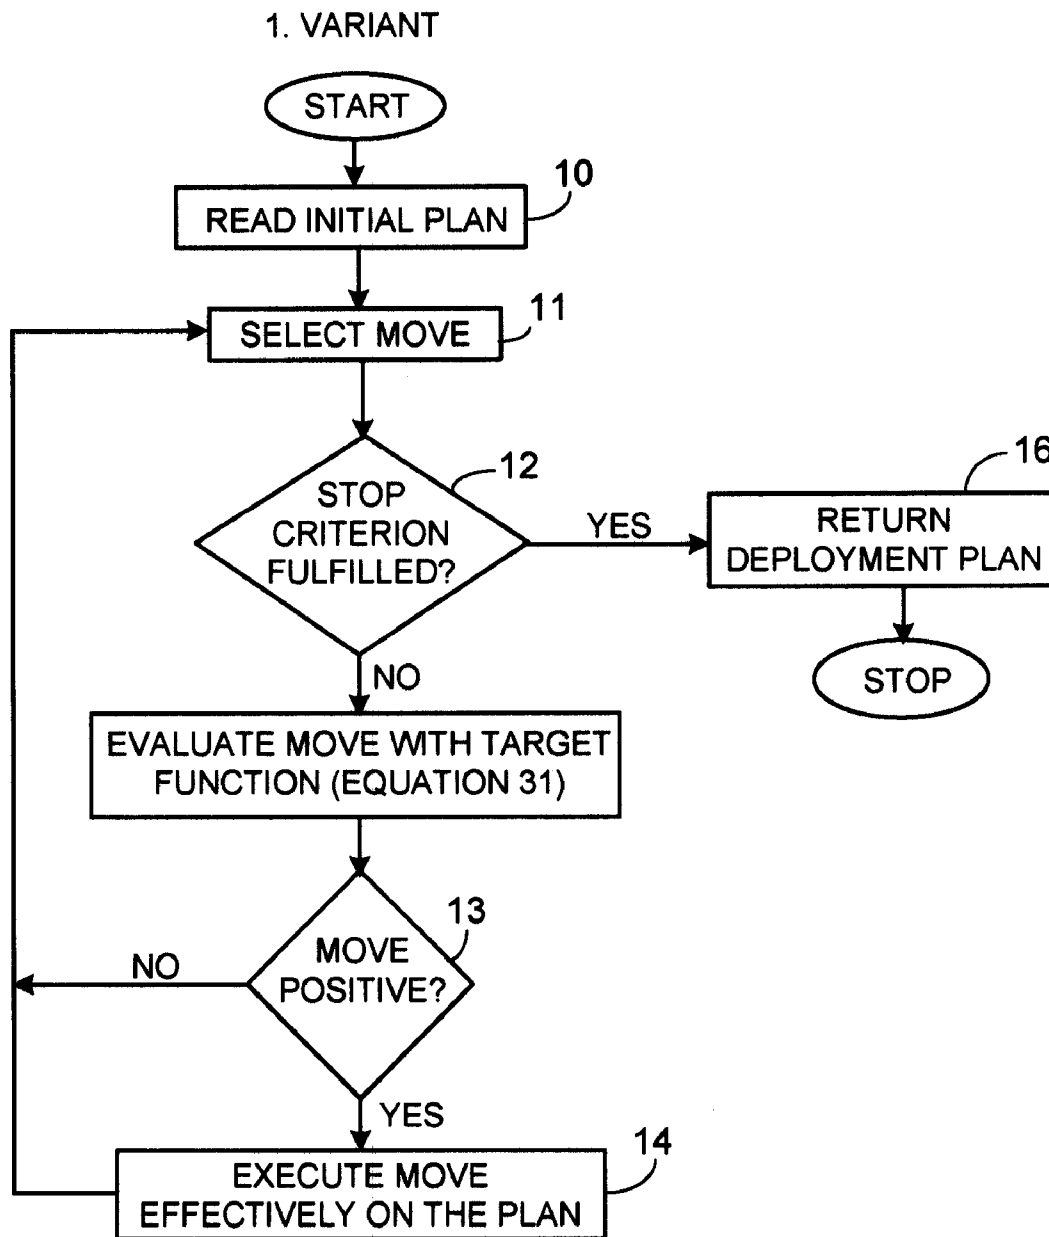 1. VARIANT
START
10
READ INITIAL PLAN
11
SELECT MOVE
12
STOP
CRITERION
FULFILLED?
YES
16
RETURN
DEPLOYMENT PLAN
STOP
NO
EVALUATE MOVE WITH TARGET
FUNCTION (EQUATION 31)
13
MOVE
POSITIVE?
NO
YES
14
EXECUTE MOVE
EFFECTIVELY ON THE PLAN